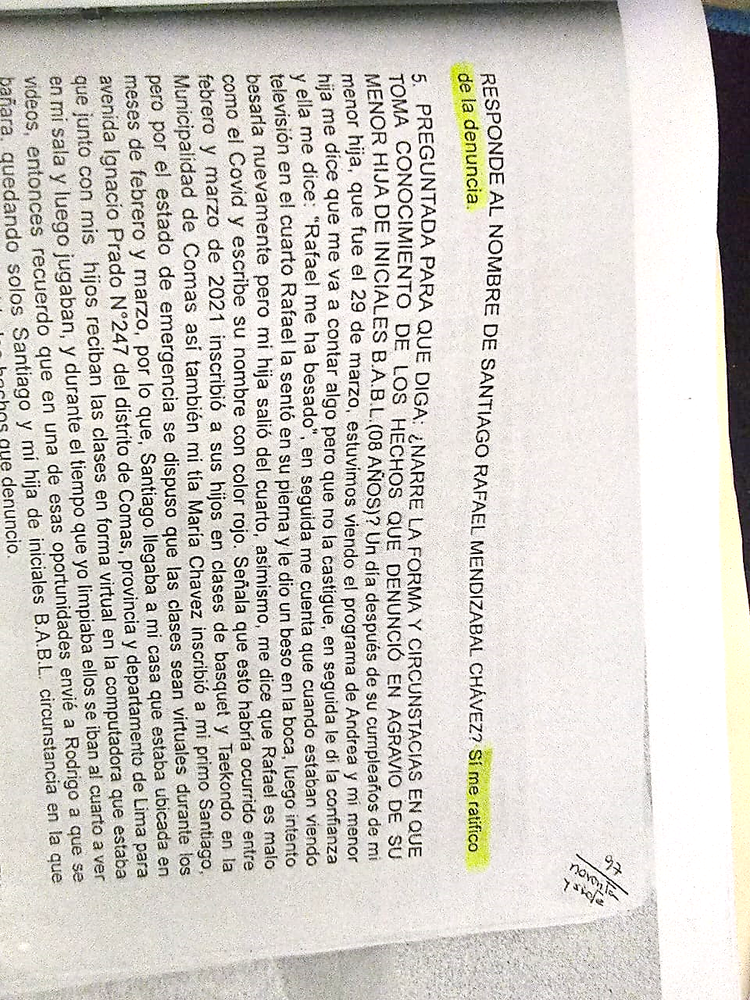 97
noventa
y siete
RESPONDE AL NOMBRE DE SANTIAGO RAFAEL MENDIZABAL CHÁVEZ? Sí me ratifico
de la denuncia.
5. PREGUNTADA PARA QUE DIGA, ¿NARRE LA FORMA Y CIRCUNSTACIAS EN QUE
TOMA CONOCIMIENTO DE LOS HECHOS QUE DENUNCIÓ EN AGRAVIO DE SU
MENOR HIJA DE INICIALES B.A.B.L.(08 AÑOS)? Un día después de su cumpleaños de mi
menor hija, que fue el 29 de marzo, estuvimos viendo el programa de Andrea y mi menor
hija me dice que me va a contar algo pero que no la castigue, en seguida le di la confianza
y ella me dice: "Rafael me ha besado", en seguida me cuenta que cuando estaban viendo
televisión en el cuarto Rafael la sentó en su pierna y le dio un beso en la boca, luego intento
besarla nuevamente pero mi hija salió del cuarto, asimismo, me dice que Rafael es malo
como el Covid y escribe su nombre con color rojo. Señala que esto habría ocurrido entre
febrero y marzo de 2021 inscribió a sus hijos en clases de basquet y Taekondo en la
Municipalidad de Comas así también mi tía María Chavez inscribió a mi primo Santiago,
pero por el estado de emergencia se dispuso que las clases sean virtuales durante los
meses de febrero y marzo, por lo que, Santiago llegaba a mi casa que estaba ubicada en
avenida Ignacio Prado N°247 del distrito de Comas, provincia y departamento de Lima para
que junto con mis hijos reciban las clases en forma virtual en la computadora que estaba
en mi sala y luego jugaban, y durante el tiempo que yo limpiaba ellos se iban al cuarto a ver
videos, entonces recuerdo que en una de esas oportunidades envié a Rodrigo a que se
bañara, quedando solos Santiago y mi hija de iniciales B.A.B.L. circunstancia en la que
hechos que denuncio.